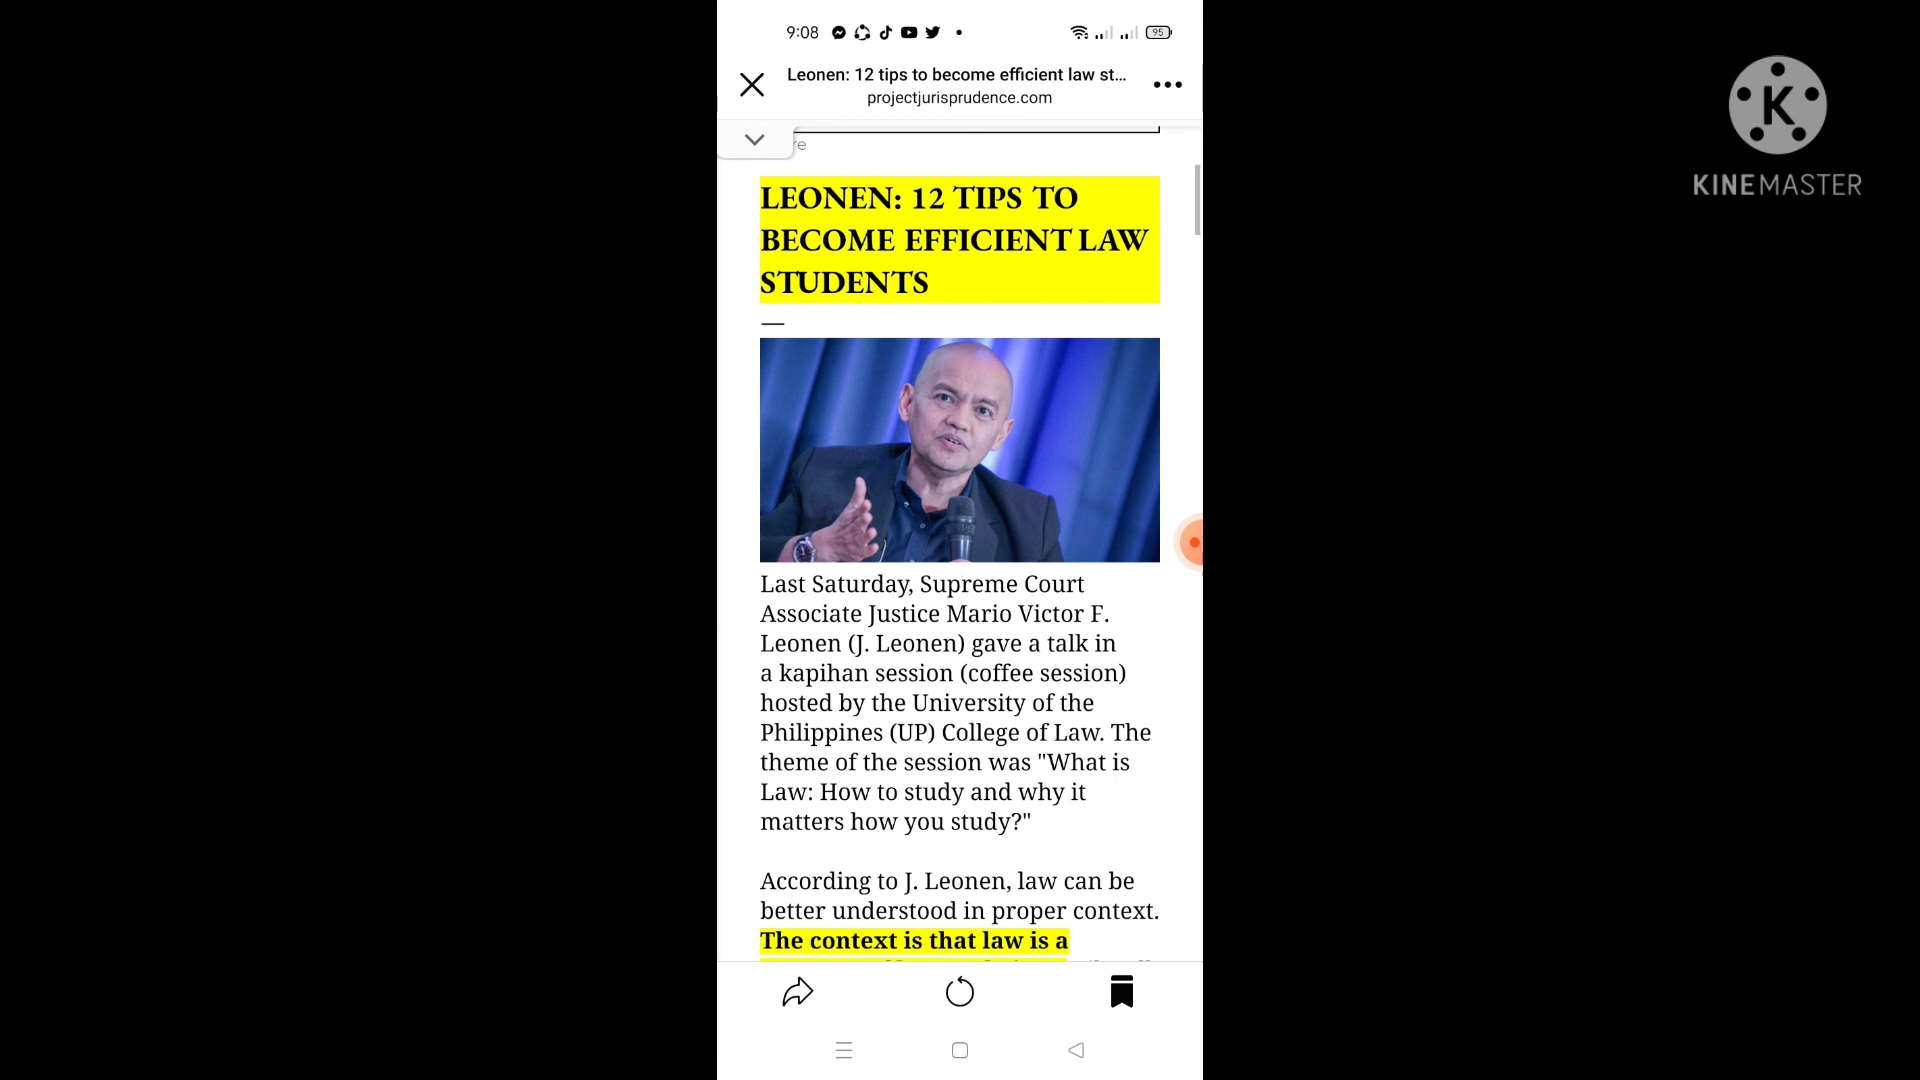 9:08
95
Leonen: 12 tips to become efficient law st...
projectjurisprudence.com
LEONEN: 12 TIPS TO
BECOME EFFICIENT LAW
STUDENTS
—
Last Saturday, Supreme Court
Associate Justice Mario Victor F.
Leonen (J. Leonen) gave a talk in
a kapihan session (coffee session)
hosted by the University of the
Philippines (UP) College of Law. The
theme of the session was "What is
Law: How to study and why it
matters how you study?"
According to J. Leonen, law can be
better understood in proper context.
The context is that law is a
K
KINEMASTER